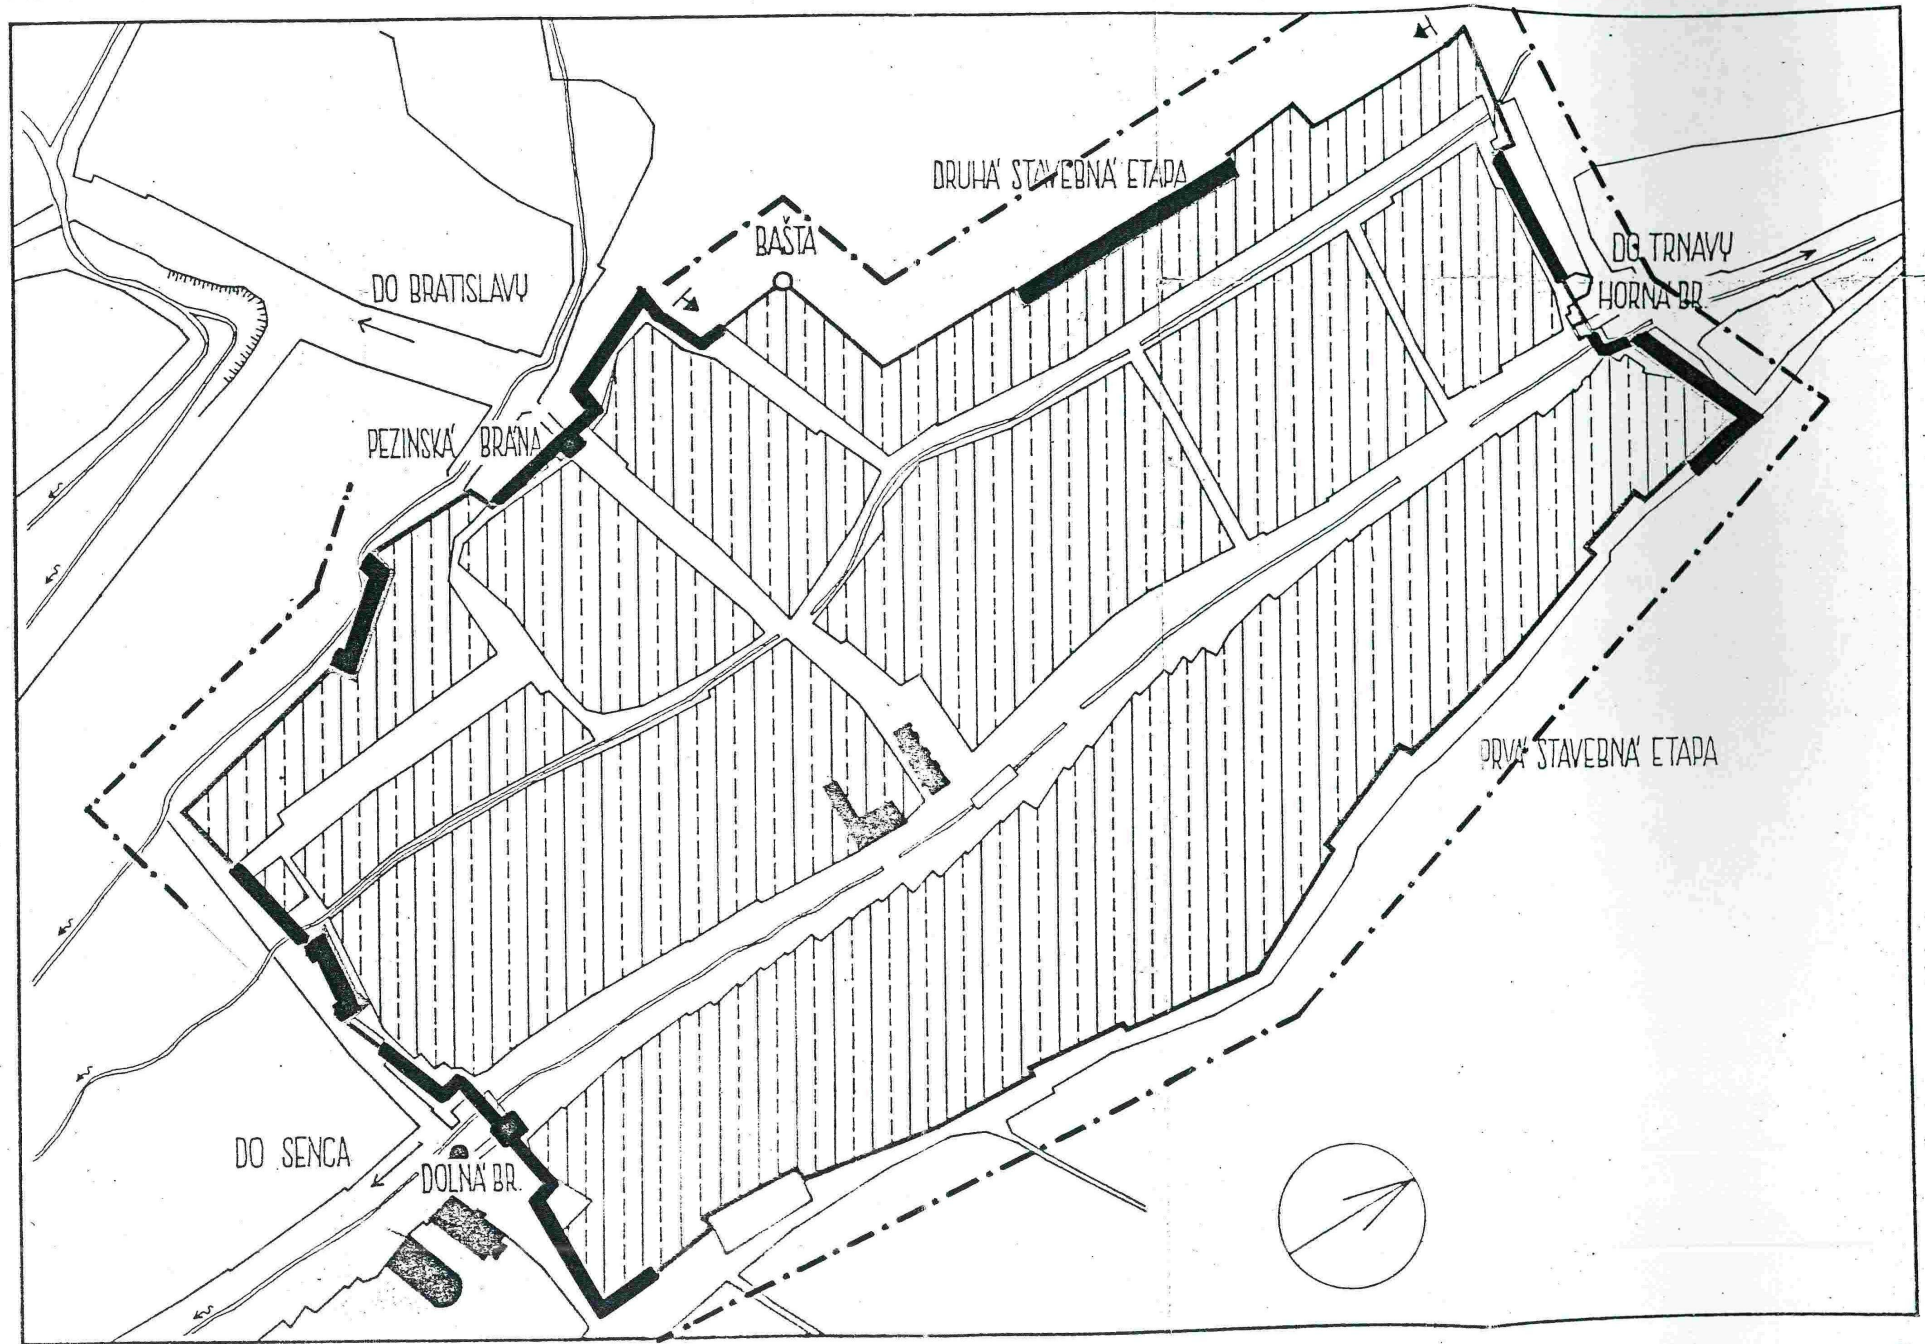 DRUHÁ STAVEBNÁ ETAPA
BAŠTA
DO BRATISLAVY
DO TRNAVY
HORNÁ BR.
PEZINSKÁ BRÁNA
PRVÁ STAVEBNÁ ETAPA
DO SENCA
DOLNÁ BR.